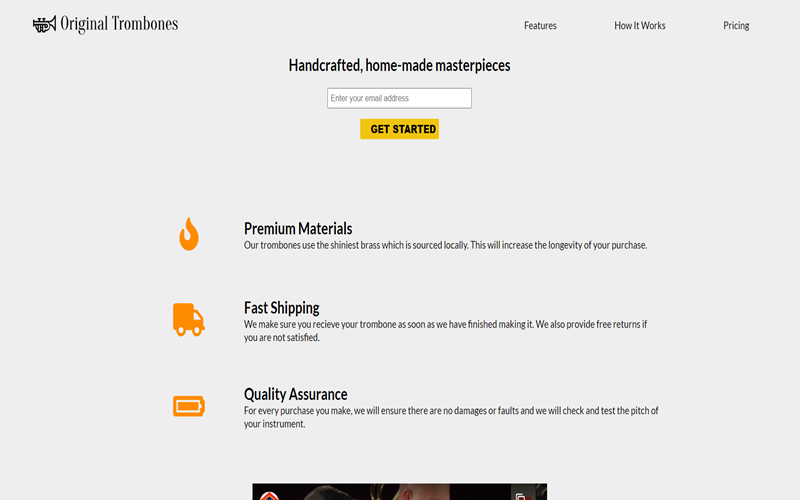 Original Trombones
Features
How It Works
Pricing
Handcrafted, home-made masterpieces
Enter your email address
GET STARTED
Premium Materials
Our trombones use the shiniest brass which is sourced locally. This will increase the longevity of your purchase.
Fast Shipping
We make sure you recieve your trombone as soon as we have finished making it. We also provide free returns if
you are not satisfied.
Quality Assurance
For every purchase you make, we will ensure there are no damages or faults and we will check and test the pitch of
your instrument.